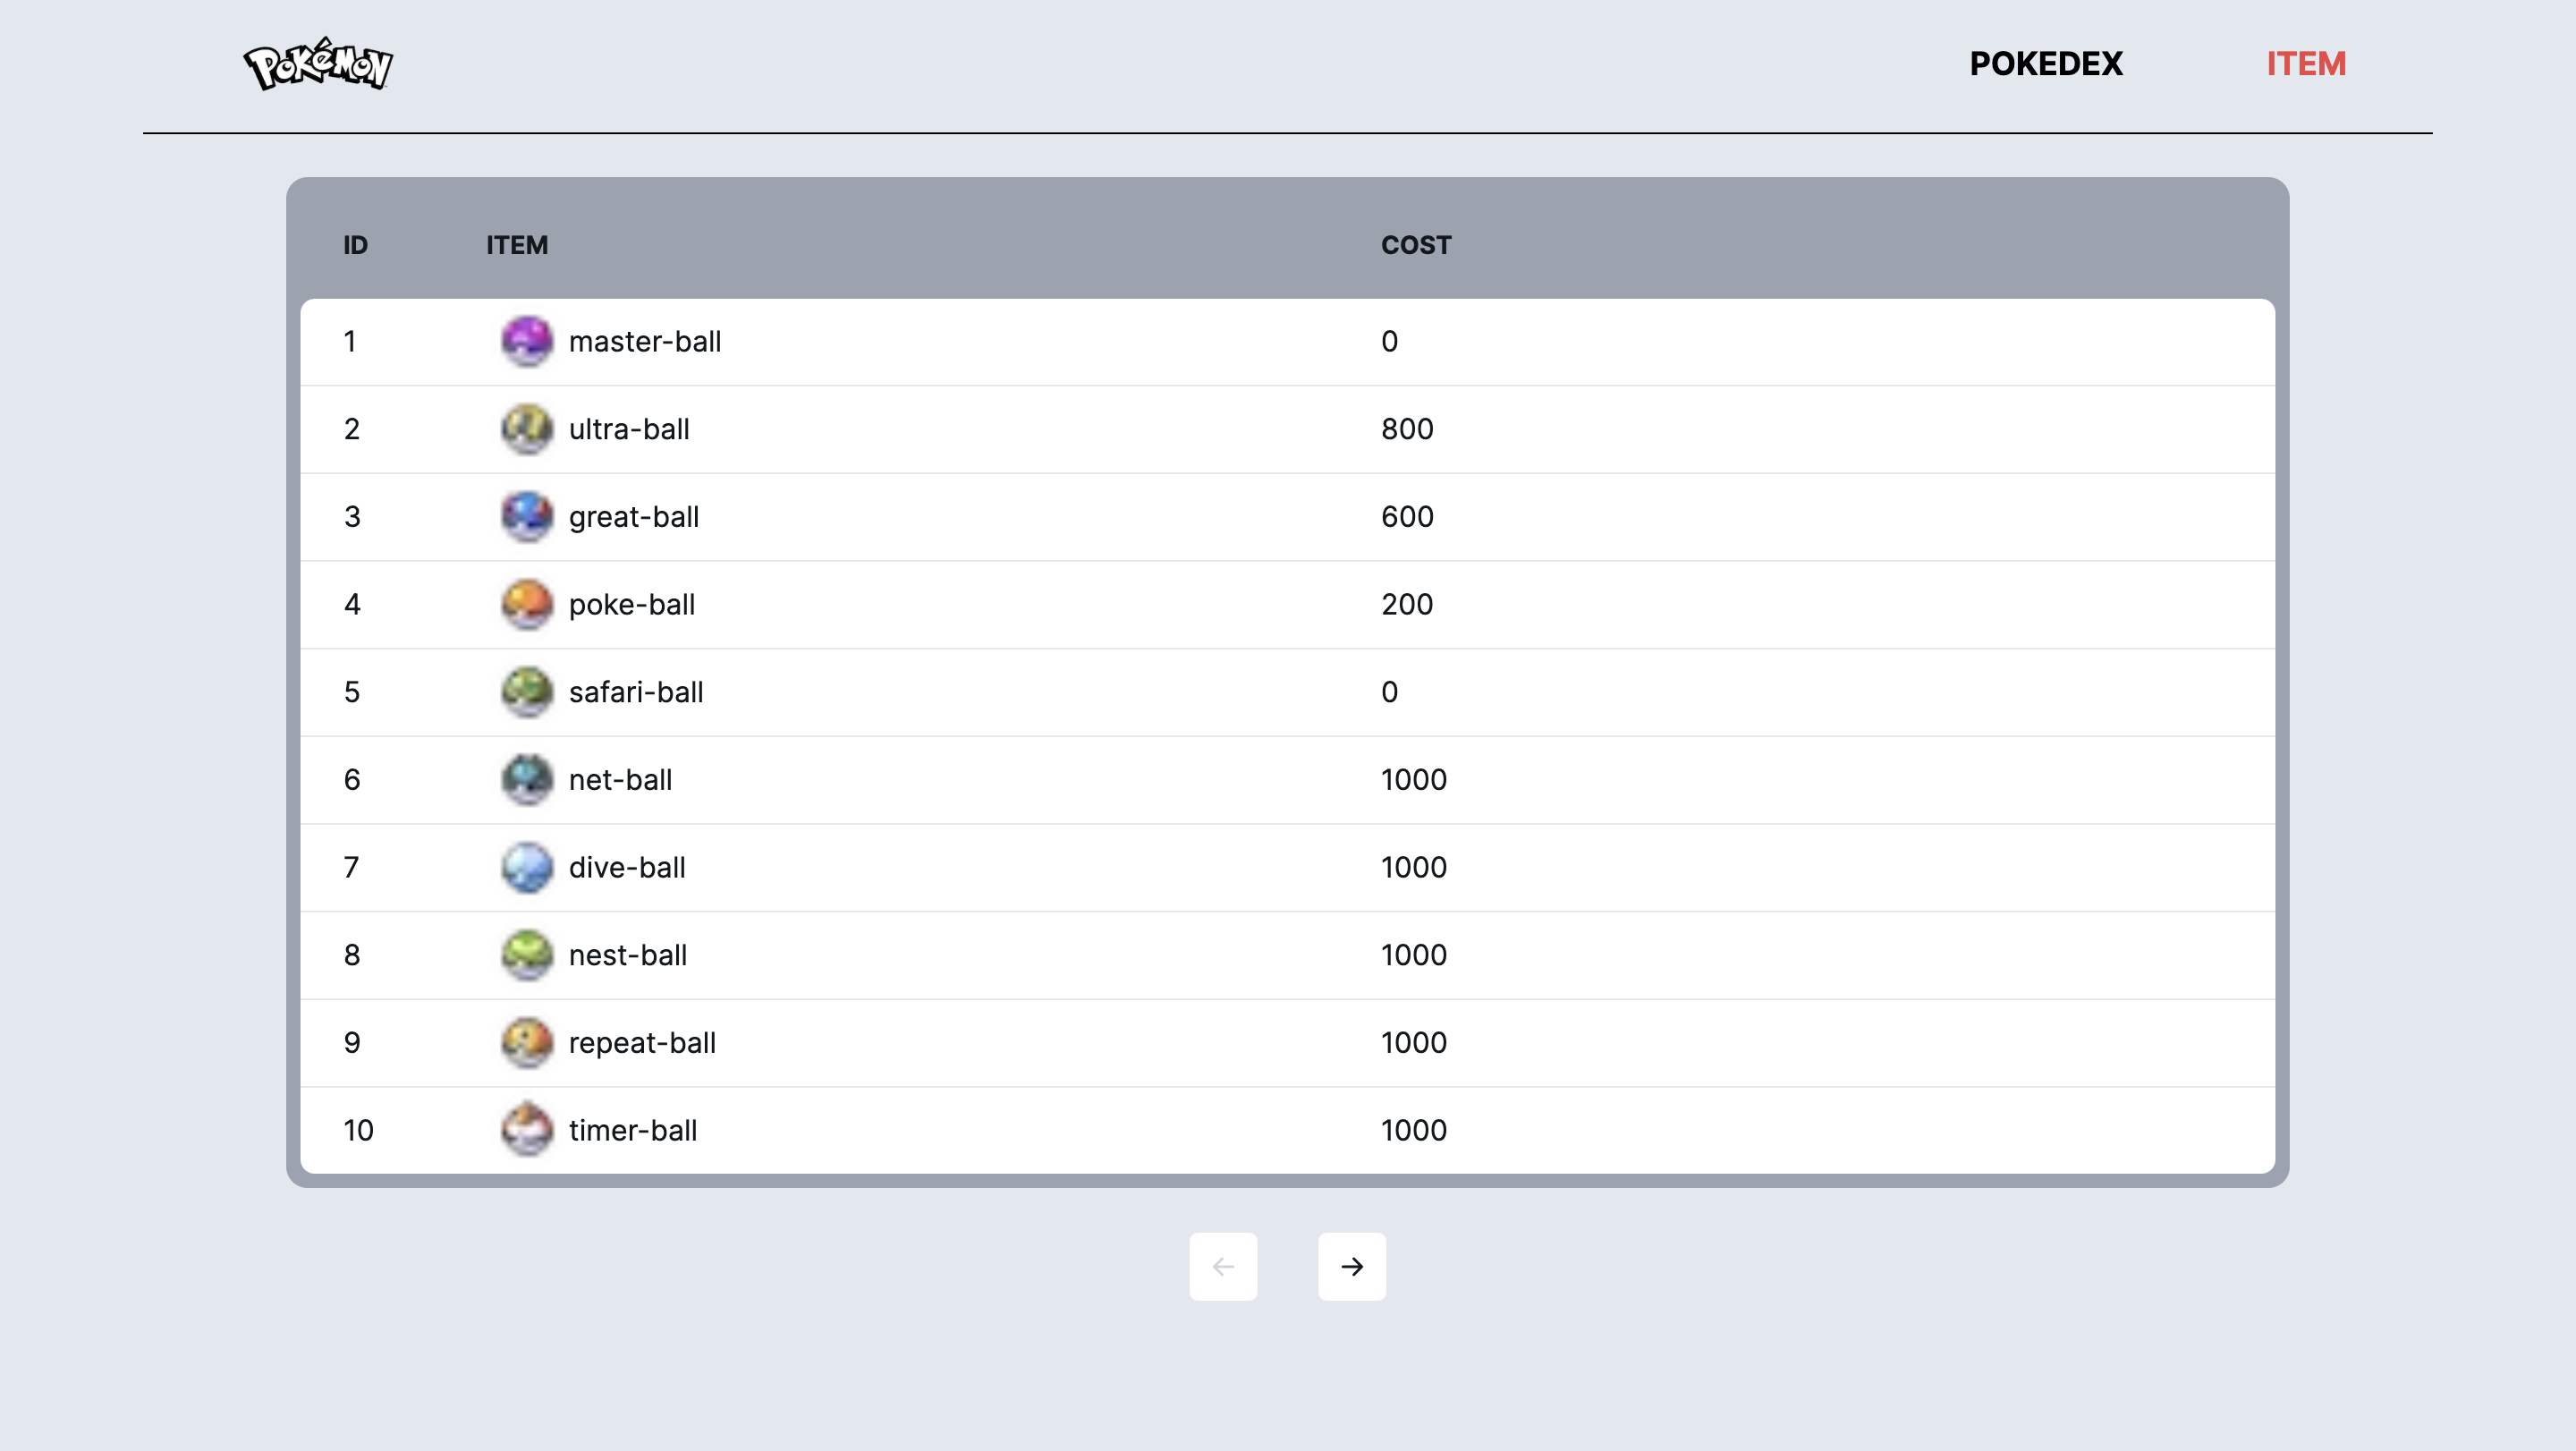 POKéMON
POKEDEX ITEM
ID ITEM COST
1 master-ball 0
2 ultra-ball 800
3 great-ball 600
4 poke-ball 200
5 safari-ball 0
6 net-ball 1000
7 dive-ball 1000
8 nest-ball 1000
9 repeat-ball 1000
10 timer-ball 1000